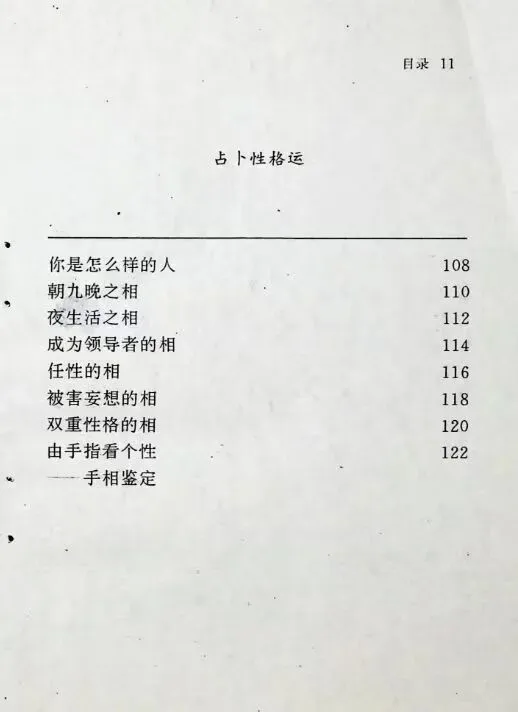 目录 11
占卜性格运
你是怎么样的人 108
朝九晚之相 110
夜生活之相 112
成为领导者的相 114
任性的相 116
被害妄想的相 118
双重性格的相 120
由手指看个性 122
——手相鉴定